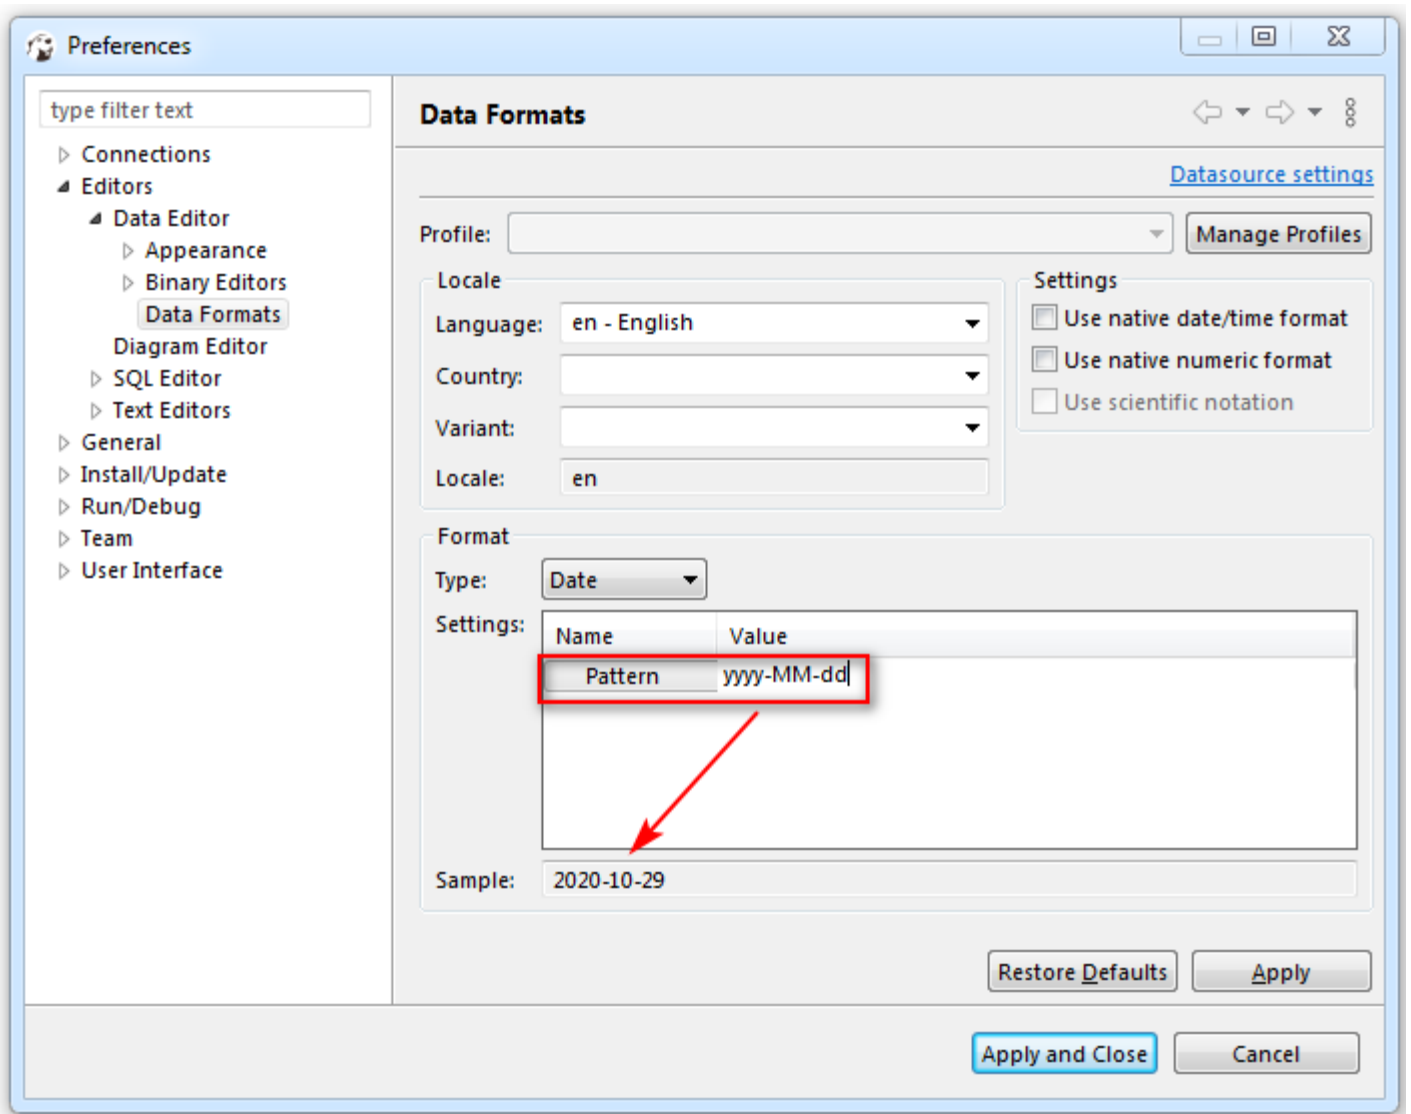 Preferences
type filter text
Connections
Editors
Data Editor
Appearance
Binary Editors
Data Formats
Diagram Editor
SQL Editor
Text Editors
General
Install/Update
Run/Debug
Team
User Interface
Data Formats
Datasource settings
Profile:
Manage Profiles
Locale
Language: en - English
Country:
Variant:
Locale: en
Settings
Use native date/time format
Use native numeric format
Use scientific notation
Format
Type: Date
Settings:
Name Value
Pattern yyyy-MM-dd
Sample: 2020-10-29
Restore Defaults Apply
Apply and Close Cancel